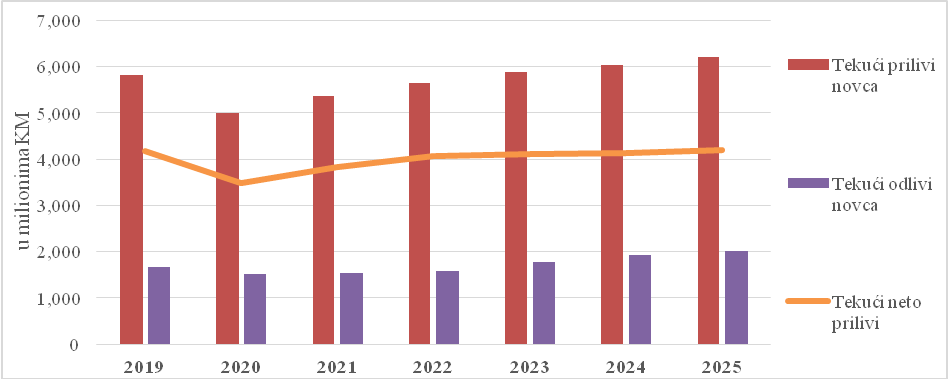 7,000
6,000
5,000
4,000
3,000
2,000
1,000
0
u milionima KM
2019 2020 2021 2022 2023 2024 2025
Tekući prilivi
novca
Tekući odlivi
novca
Tekući neto
prilivi